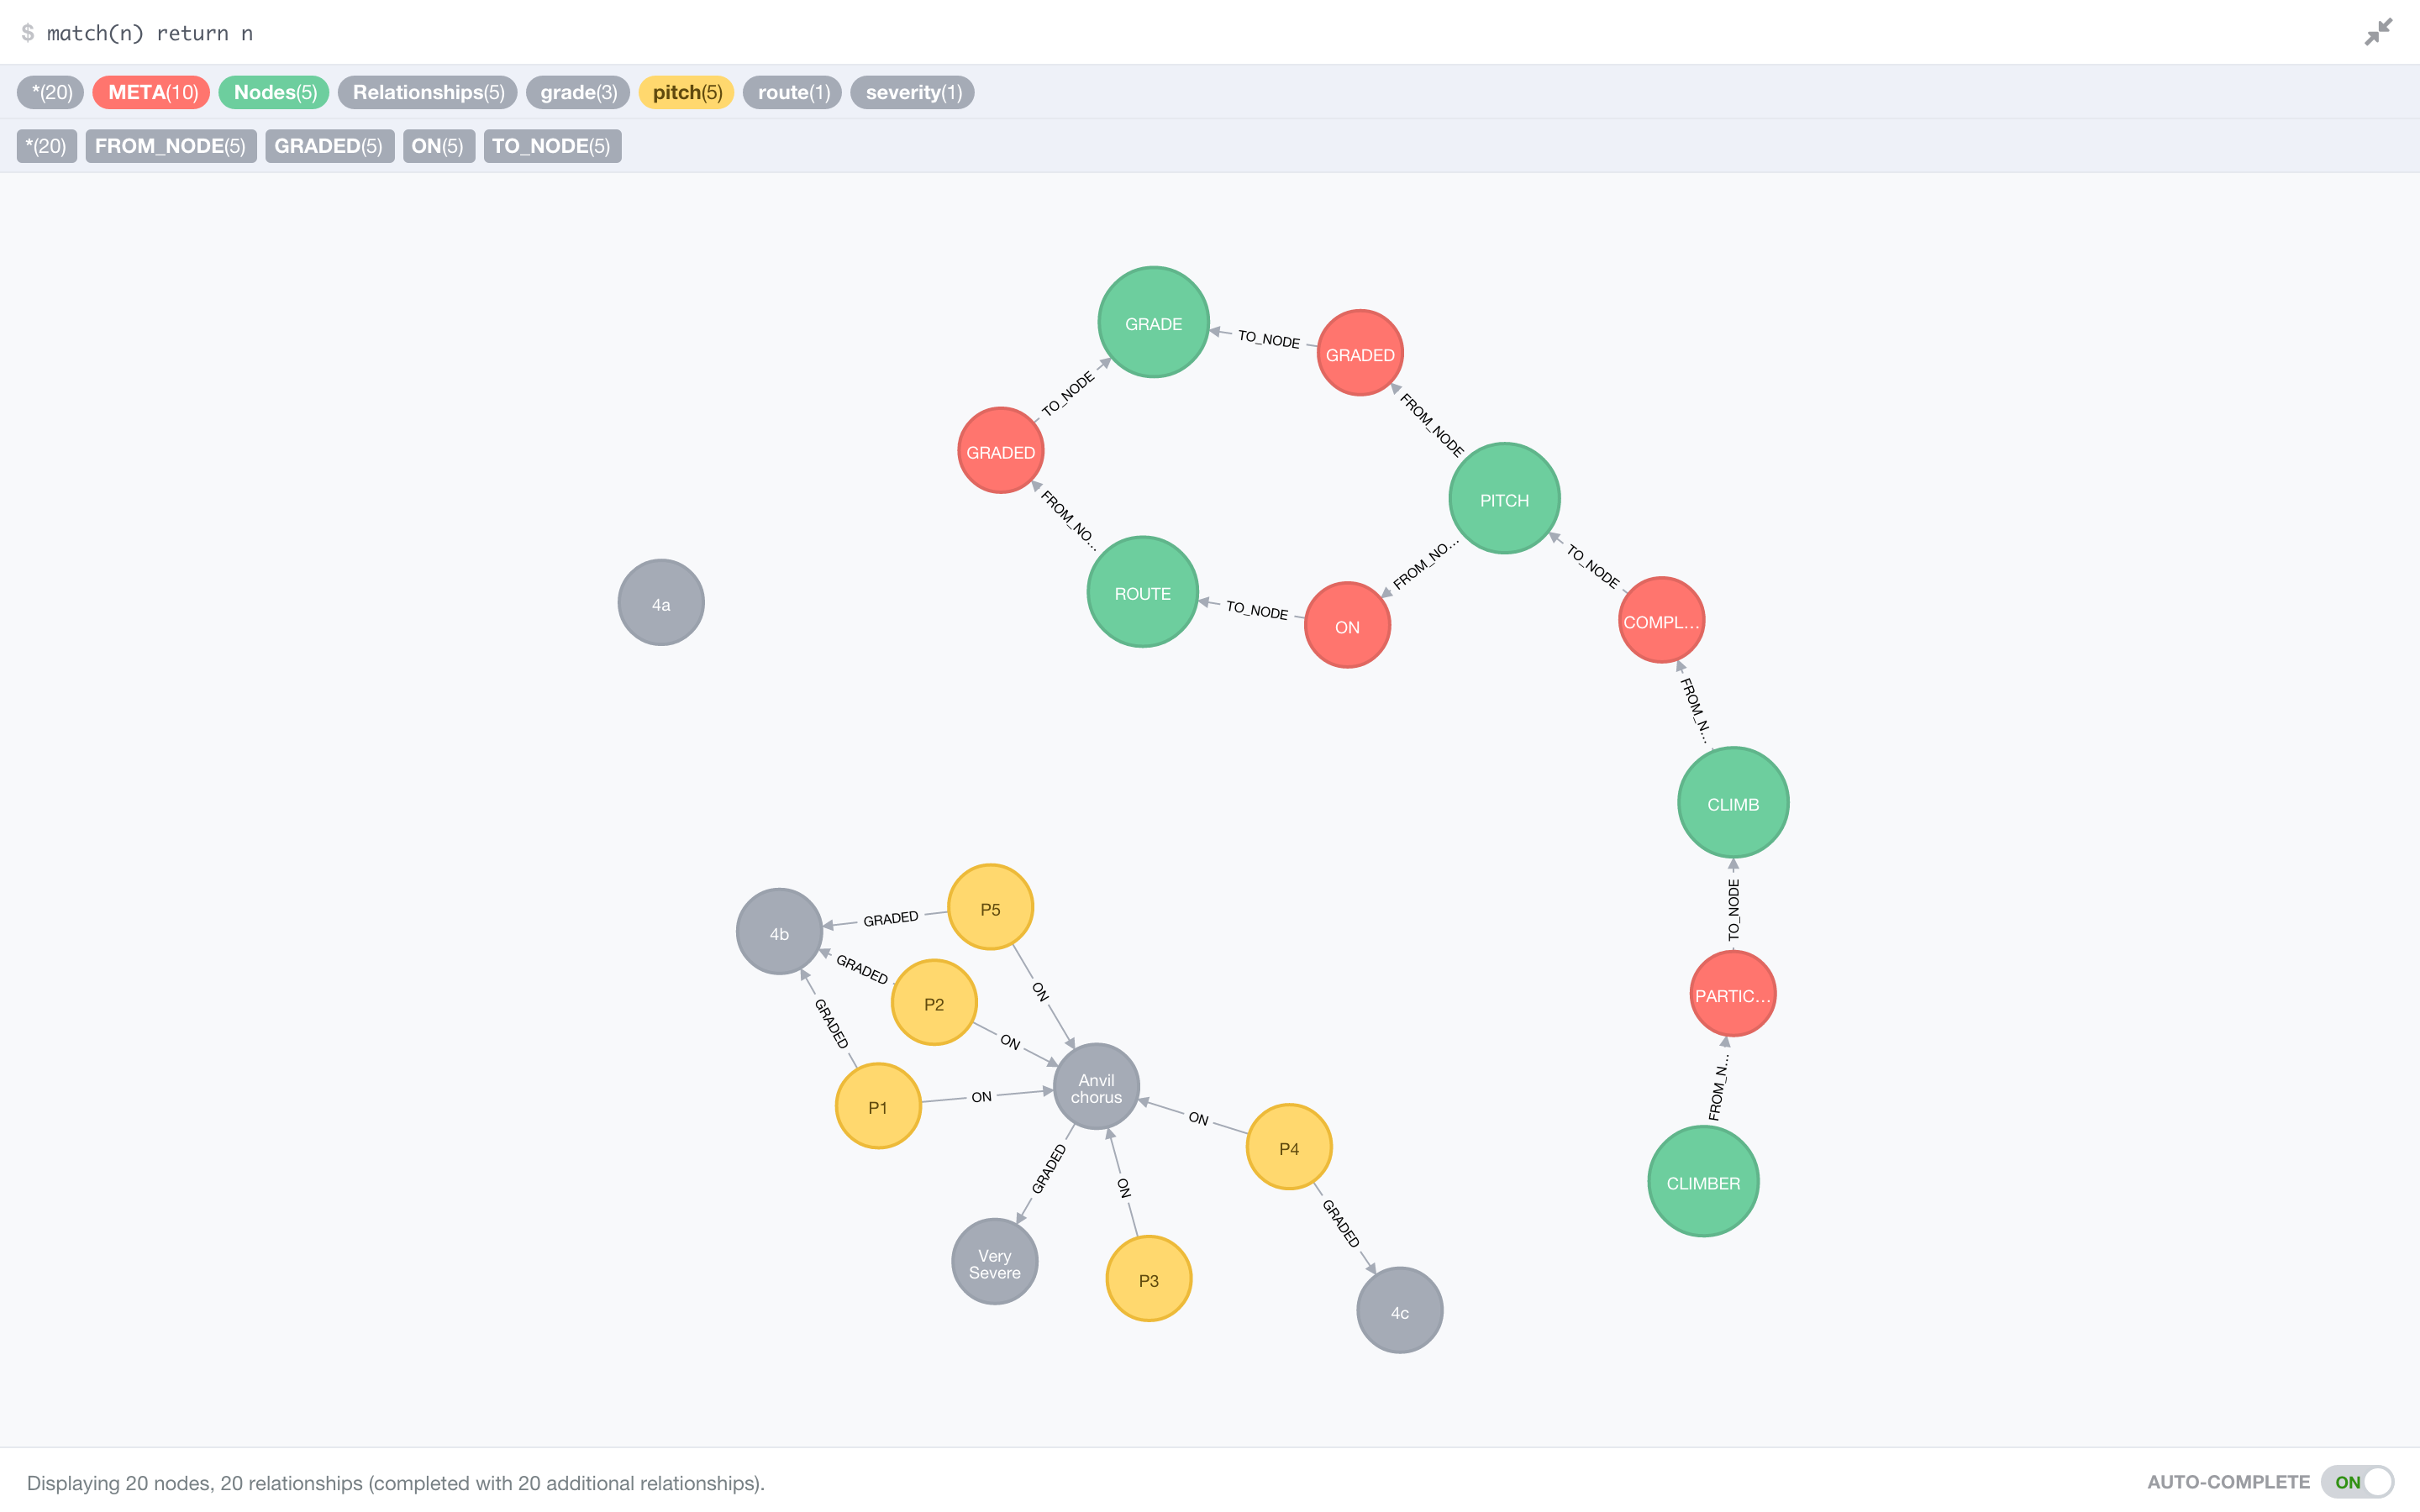 $ match(n) return n
*(20) META(10) Nodes(5) Relationships(5) grade(3) pitch(5) route(1) severity(1)
*(20) FROM_NODE(5) GRADED(5) ON(5) TO_NODE(5)
GRADE
TO_NODE
GRADED
TO_NODE
FROM_NODE
GRADED
PITCH
FROM_NO...
FROM_NO...
TO_NODE
4a
ROUTE
TO_NODE
ON
COMPL...
FROM_N...
CLIMB
TO_NODE
P5
GRADED
4b
GRADED
ON
P2
PARTIC...
GRADED
ON
FROM_N...
Anvil
chorus
P1
ON
ON
P4
GRADED
ON
CLIMBER
GRADED
Very
Severe
P3
4c
Displaying 20 nodes, 20 relationships (completed with 20 additional relationships).
AUTO-COMPLETE ON